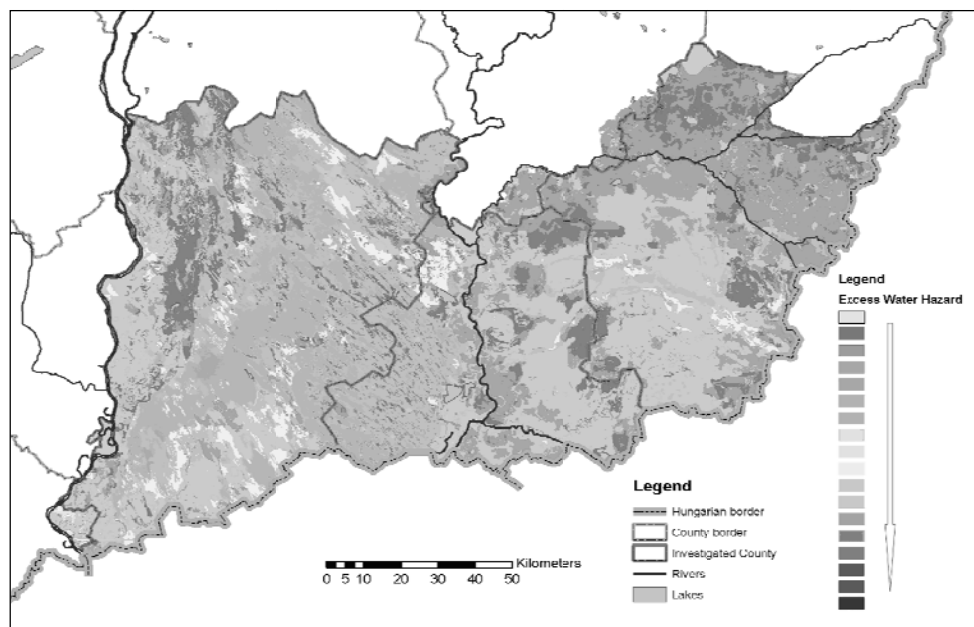 Legend
Excess Water Hazard
Legend
Hungarian border
County border
Investigated County
Rivers
Lakes
Kilometers
0 5 10 20 30 40 50